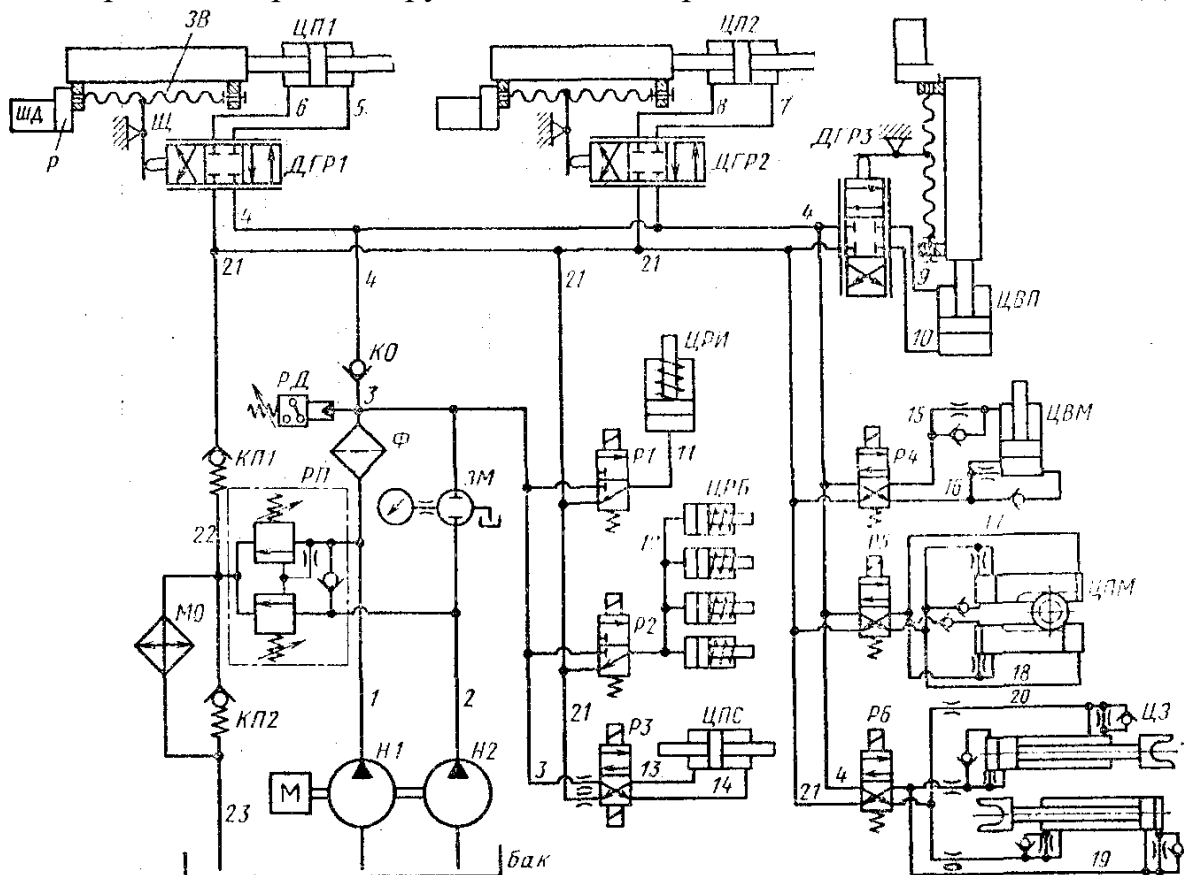 ЗВ
ЦП1
ЦП2
ШД
Р
Щ
6
5
8
7
ДГР1
ДГР2
ДГР3
4
4
21
4
21
21
9
10
ЦВП
КО
РД
3
Ф
ЦРИ
Р1
11
КП1
РП
ЗМ
22
ЦРБ
12
Р2
МО
1
2
КП2
21
Р3
ЦПС
Н1
Н2
М
3
13
14
23
бак
15
ЦВМ
Р4
16
17
Р5
ЦПМ
18
20
Р6
ЦЗ
4
21
19